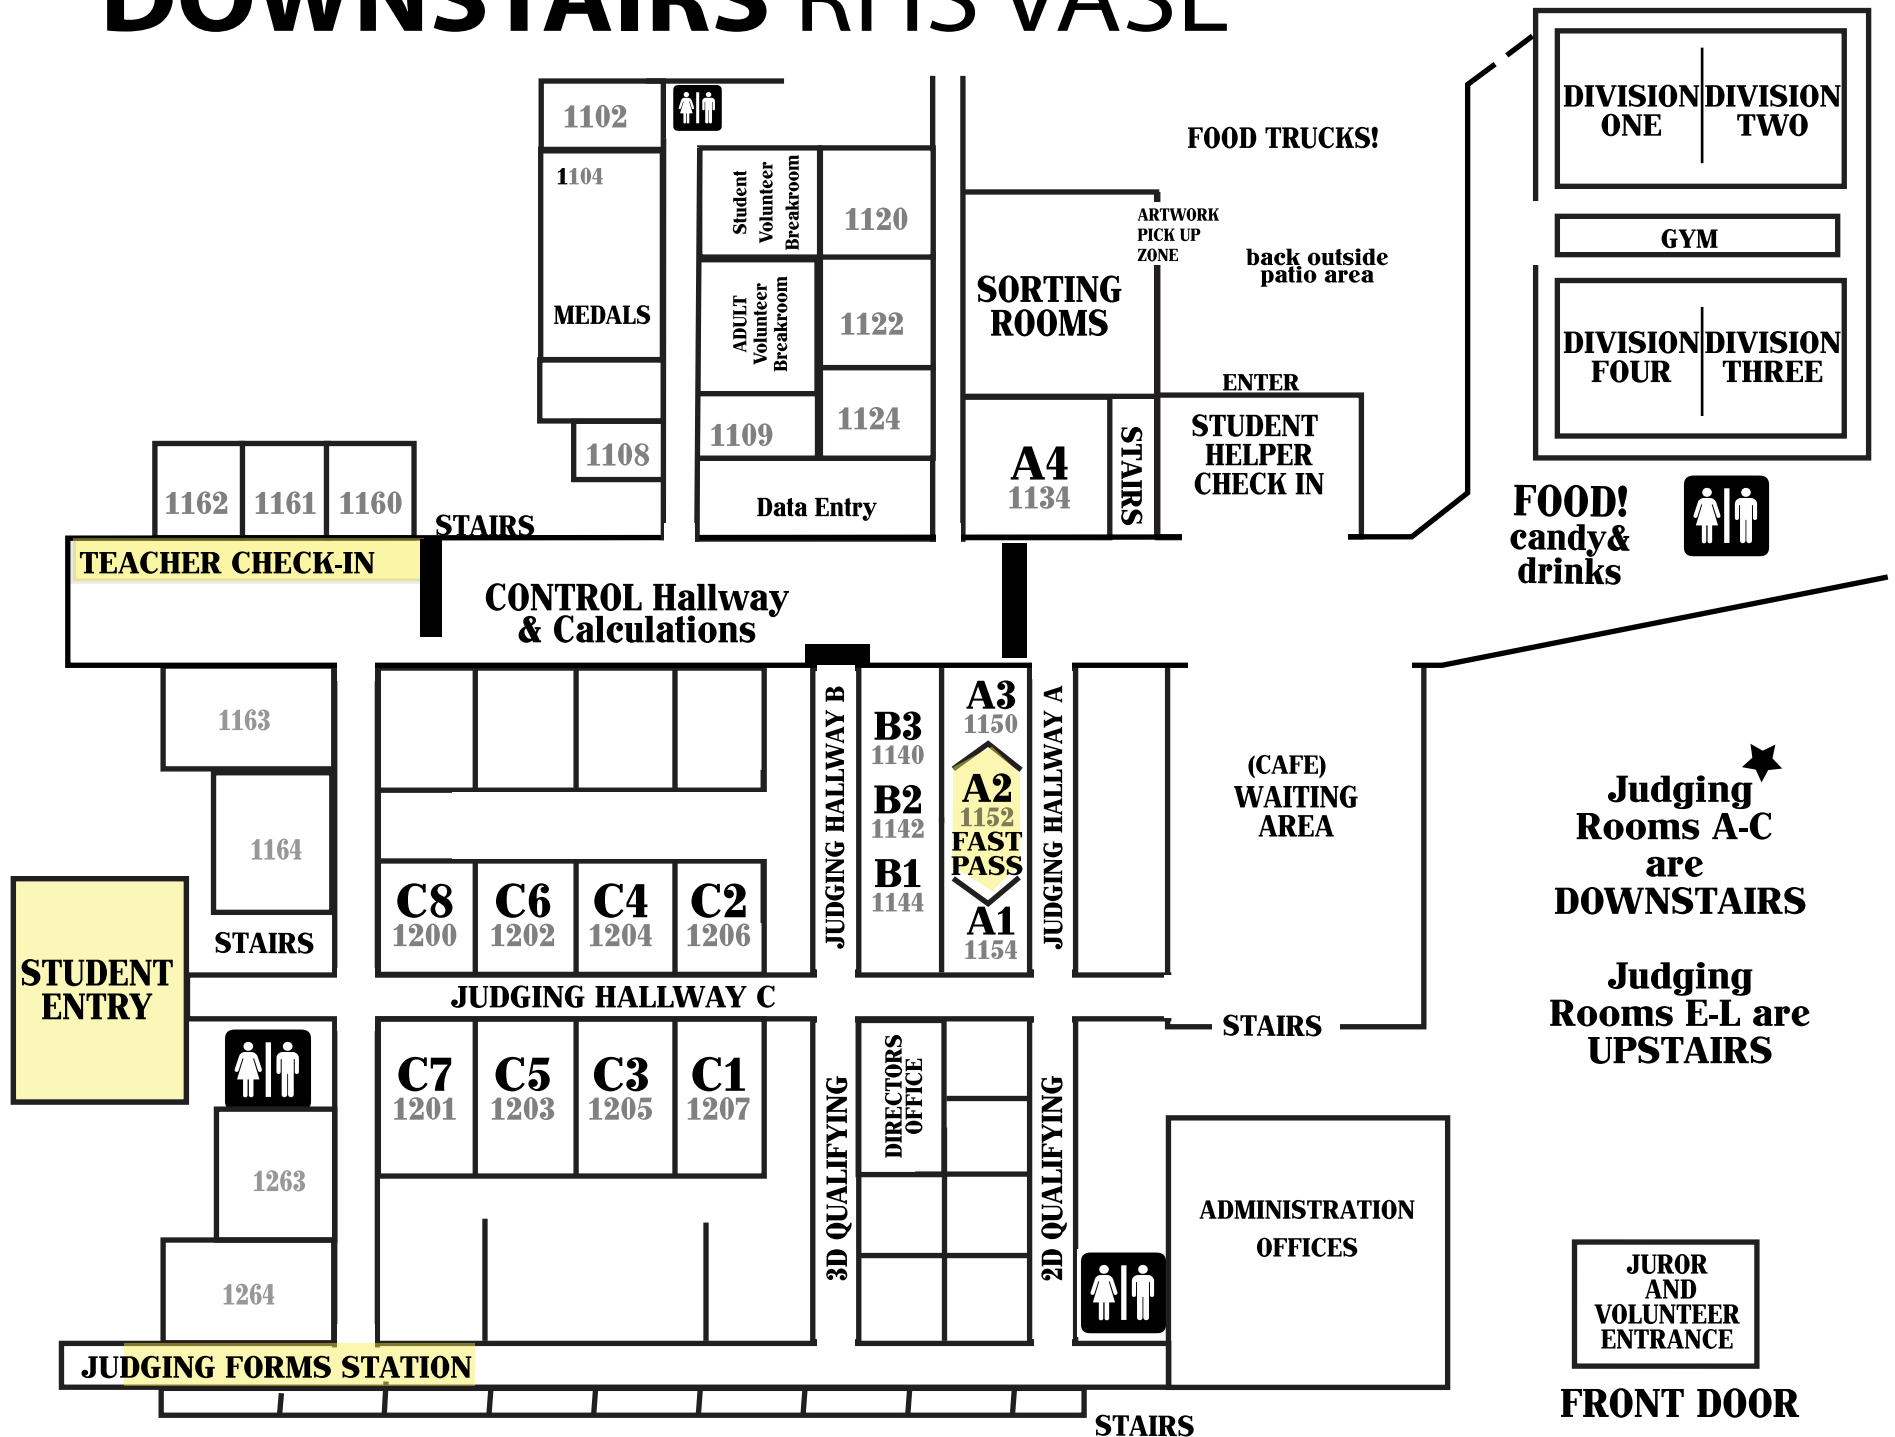 DOWNSTAIRS RHS VASE
1102
1104
MEDALS
1108
Student
Volunteer
Breakroom
1120
ADULT
Volunteer
Breakroom
1122
1109
1124
Data Entry
SORTING
ROOMS
ARTWORK
PICK UP
ZONE
FOOD TRUCKS!
back outside
patio area
A4
1134
STAIRS
ENTER
STUDENT
HELPER
CHECK IN
DIVISION
ONE
DIVISION
TWO
GYM
DIVISION
FOUR
DIVISION
THREE
FOOD!
candy&
drinks
1162
1161
1160
STAIRS
TEACHER CHECK-IN
CONTROL Hallway
& Calculations
1163
1164
STAIRS
STUDENT
ENTRY
C8
1200
C6
1202
C4
1204
C2
1206
JUDGING HALLWAY B
B3
1140
B2
1142
B1
1144
A3
1150
A2
1152
FAST
PASS
A1
1154
JUDGING HALLWAY A
(CAFE)
WAITING
AREA
STAIRS
Judging
Rooms A-C
are
DOWNSTAIRS
Judging
Rooms E-L are
UPSTAIRS
JUDGING HALLWAY C
C7
1201
C5
1203
C3
1205
C1
1207
3D QUALIFYING
DIRECTORS
OFFICE
2D QUALIFYING
1263
1264
ADMINISTRATION
OFFICES
JUROR
AND
VOLUNTEER
ENTRANCE
FRONT DOOR
JUDGING FORMS STATION
STAIRS